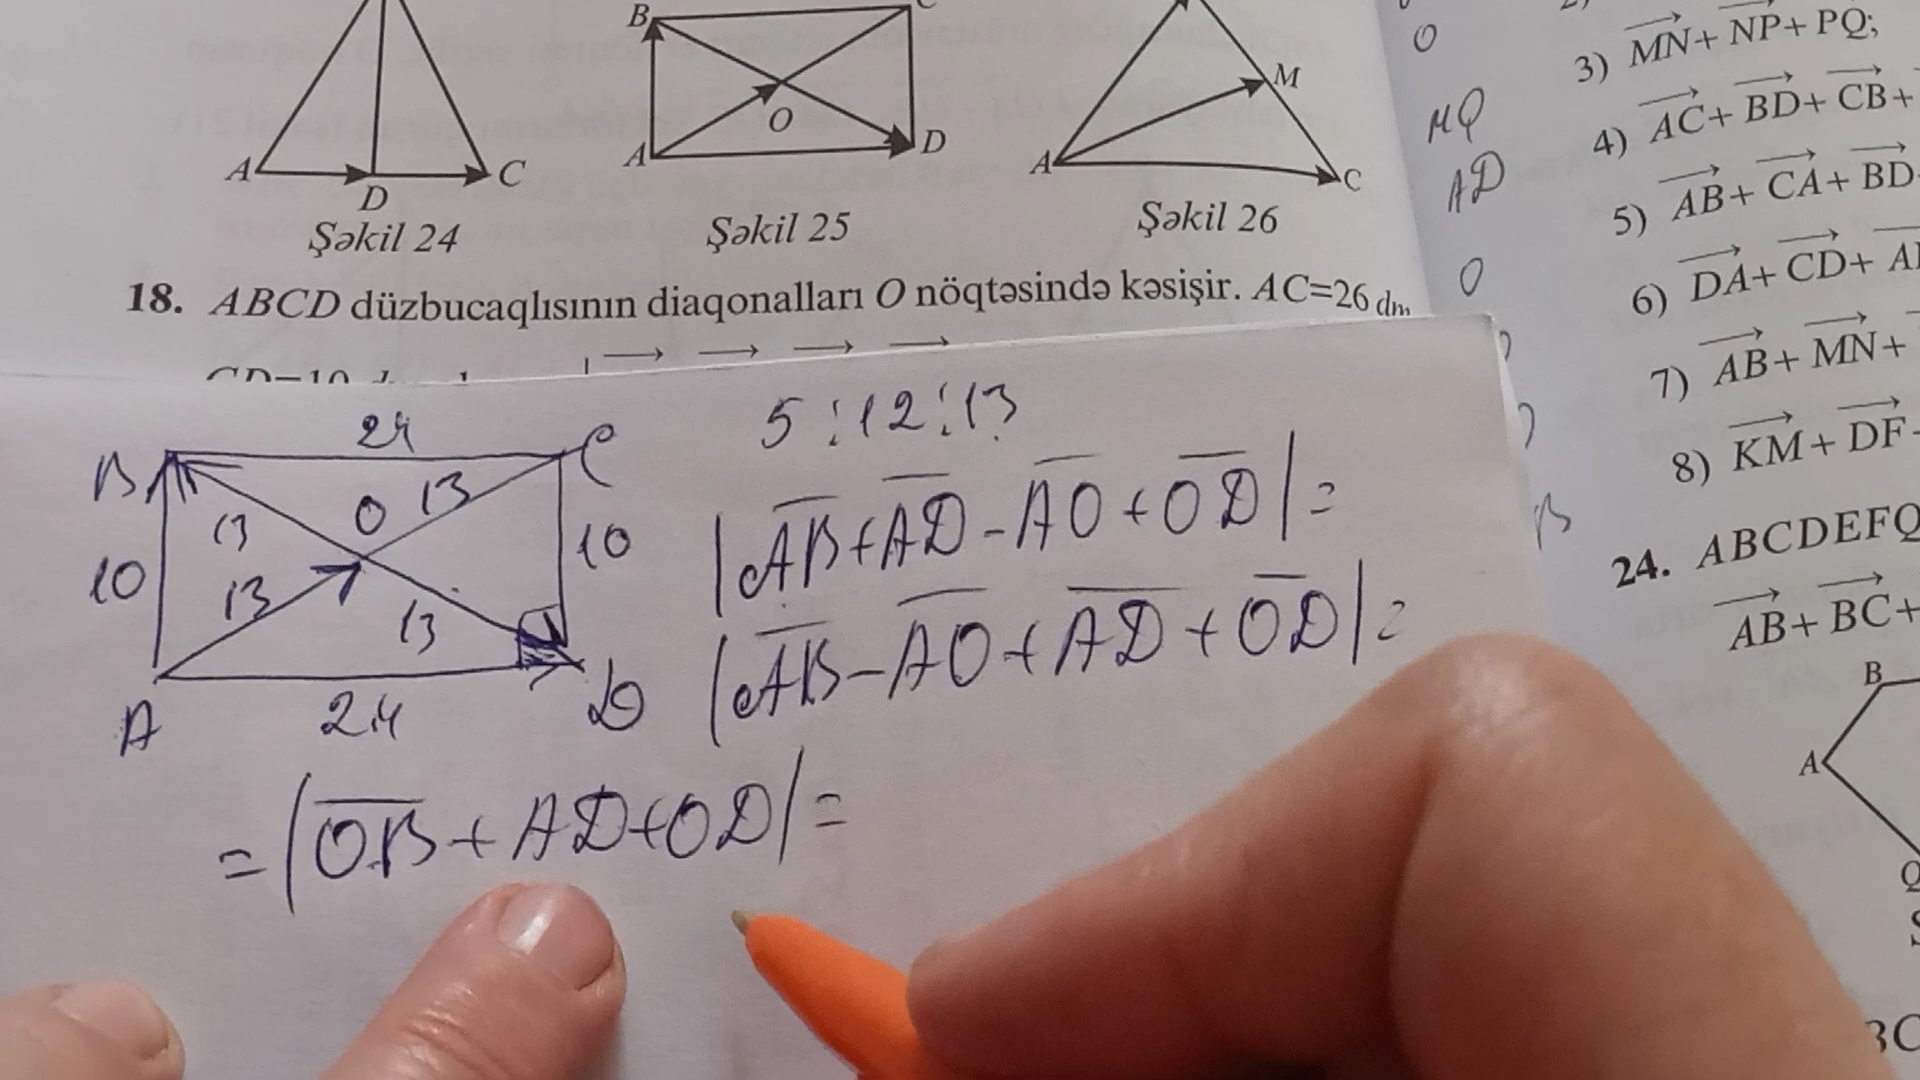 B
A
D
C
Şəkil 24
A
O
D
Şəkil 25
M
A
C
Şəkil 26
18. ABCD düzbucaqlısının diaqonalları O nöqtəsində kəsişir. AC=26 dm,
O
MQ
AD
O
B
3) MN+ NP+ PQ;
4) AC+ BD+ CB+
5) AB+ CA+ BD
6) DA+ CD+
7) AB+ MN+
8) KM+ DF
24. ABCDEFQ
AB+ BC+
B
A
Q
24
B
C
O
13
13
10
10
13
13
A
24
D
5:12:13
|AB+AD-AO+OD|=
|AB-AO+AD+OD|=
=|OB+AD+OD|=